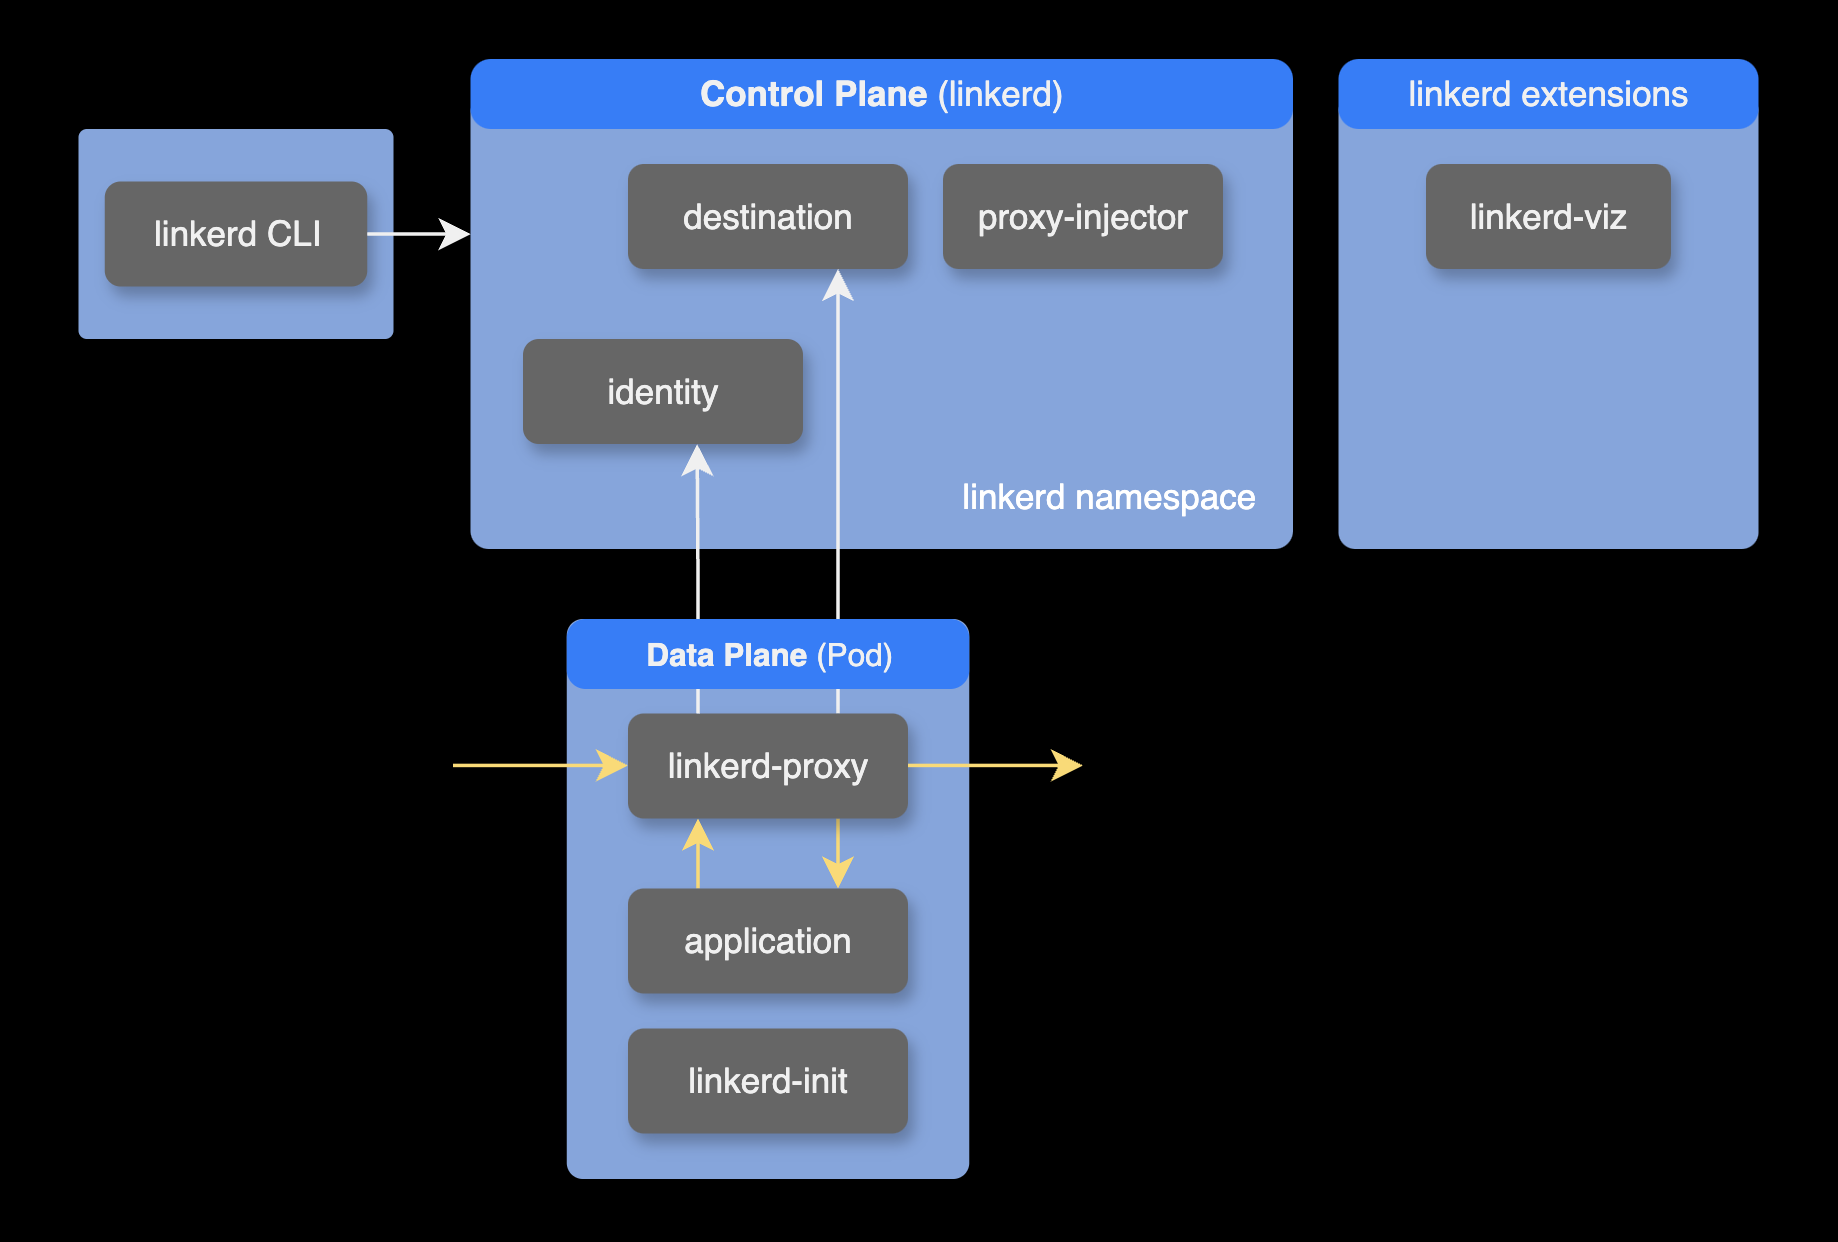 Control Plane (linkerd)
linkerd extensions
linkerd CLI
destination
proxy-injector
linkerd-viz
identity
linkerd namespace
Data Plane (Pod)
linkerd-proxy
application
linkerd-init